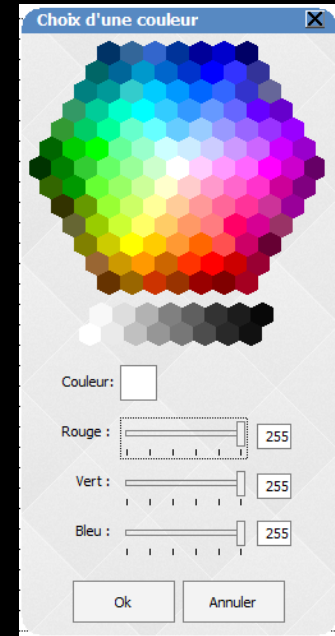 Choix d'une couleur
Couleur:
Rouge : 255
Vert : 255
Bleu : 255
Ok Annuler